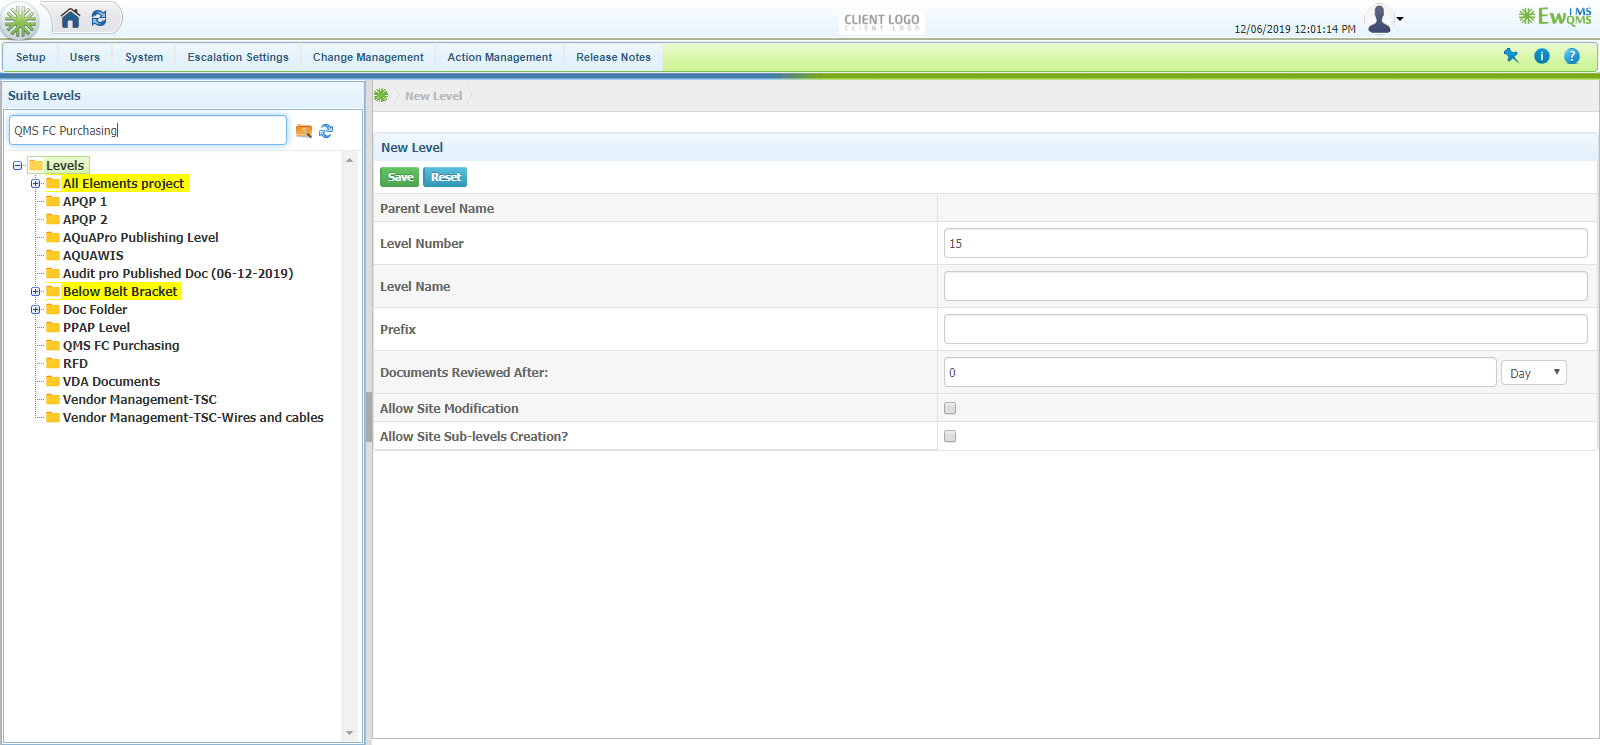 CLIENT LOGO
CLIENT LOGO
12/06/2019 12:01:14 PM
EwQMS
IMS
Setup Users System Escalation Settings Change Management Action Management Release Notes
Suite Levels
New Level
QMS FC Purchasing
New Level
Levels
Save Reset
All Elements project
APQP 1
APQP 2
AQuAPro Publishing Level
AQUAWIS
Audit pro Published Doc (06-12-2019)
Below Belt Bracket
Doc Folder
PPAP Level
QMS FC Purchasing
RFD
VDA Documents
Vendor Management-TSC
Vendor Management-TSC-Wires and cables
Parent Level Name
Level Number 15
Level Name
Prefix
Documents Reviewed After: 0 Day
Allow Site Modification
Allow Site Sub-levels Creation?